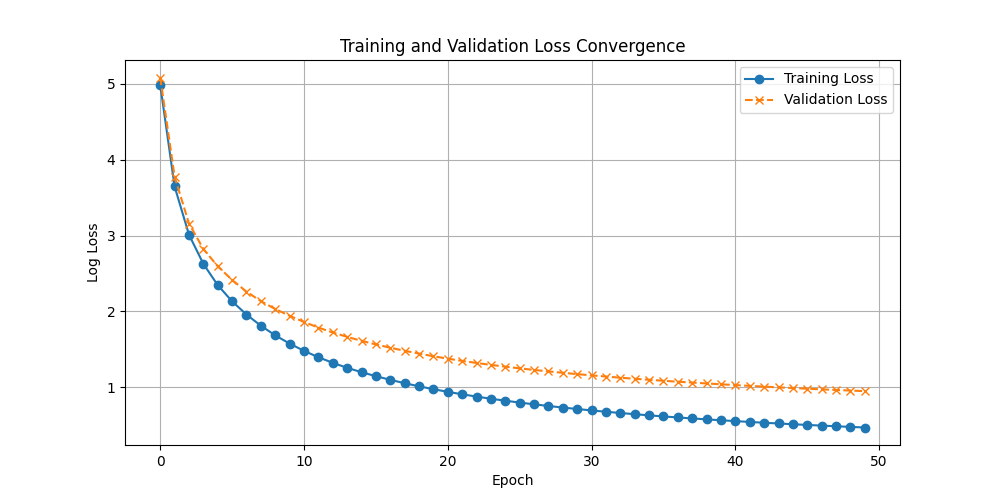 Training and Validation Loss Convergence
Training Loss
Validation Loss
5
4
3
2
1
Log Loss
0 10 20 30 40 50
Epoch